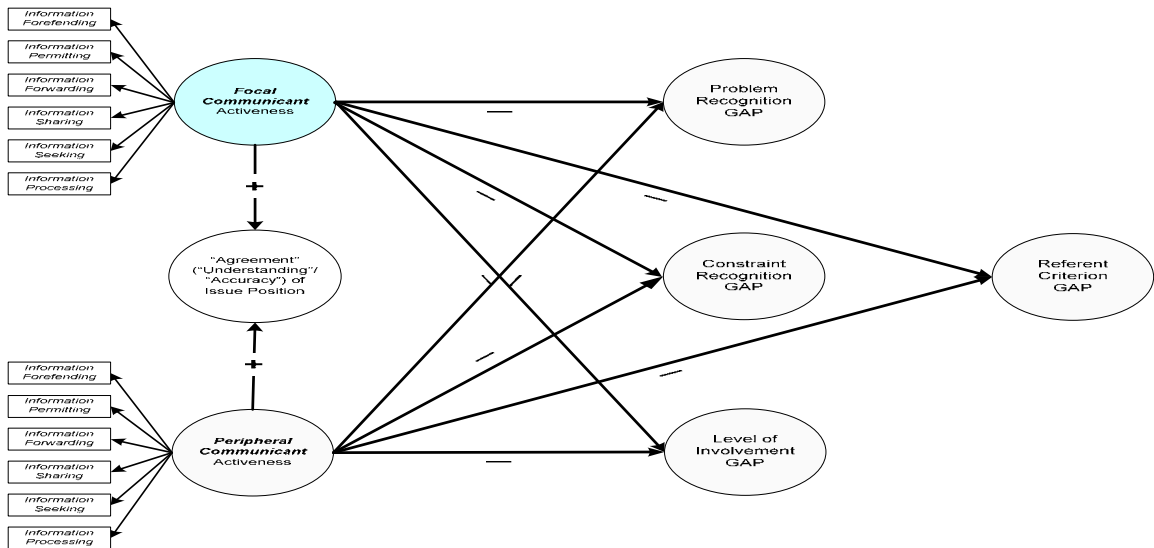 Information
Forefending
Information
Permitting
Information
Forwarding
Information
Sharing
Information
Seeking
Information
Processing
Focal
Communicant
Activeness
Problem
Recognition
GAP
—
—
—
+
"Agreement"
("Understanding"/
"Accuracy") of
Issue Position
Constraint
Recognition
GAP
Referent
Criterion
GAP
—
—
+
—
—
Information
Forefending
Information
Permitting
Information
Forwarding
Information
Sharing
Information
Seeking
Information
Processing
Peripheral
Communicant
Activeness
Level of
Involvement
GAP
—